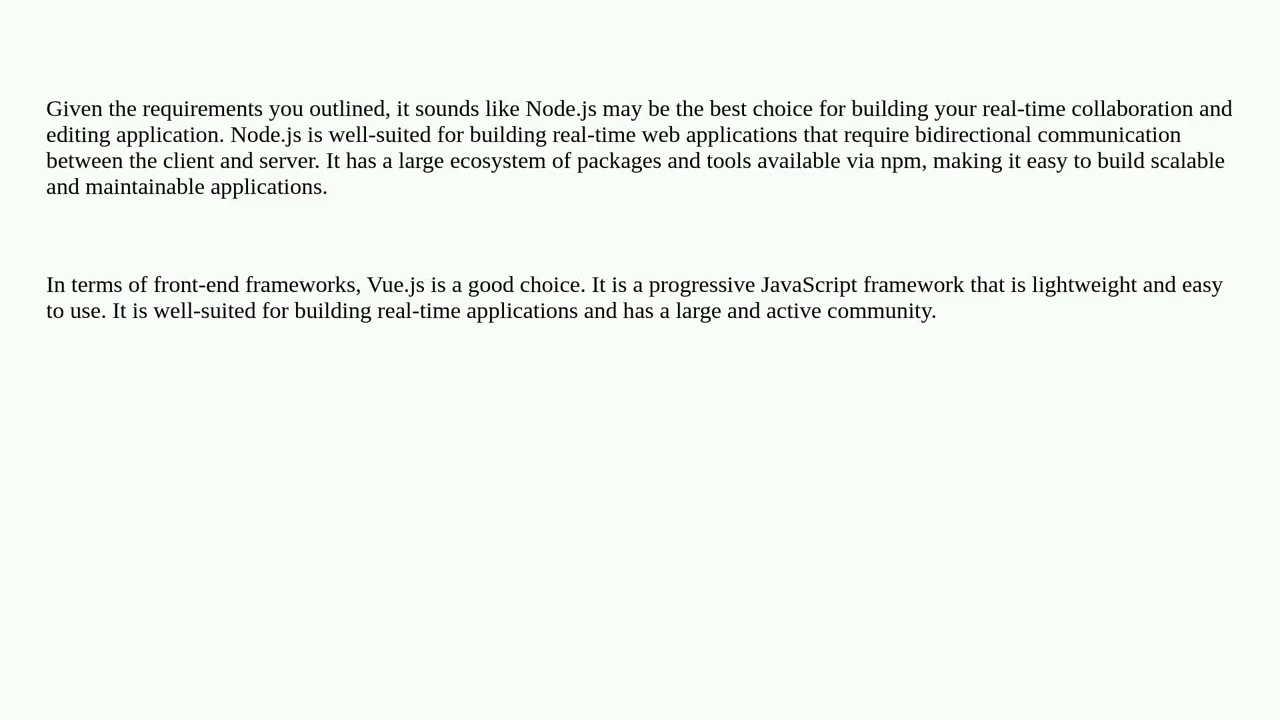 Given the requirements you outlined, it sounds like Node.js may be the best choice for building your real-time collaboration and
editing application. Node.js is well-suited for building real-time web applications that require bidirectional communication
between the client and server. It has a large ecosystem of packages and tools available via npm, making it easy to build scalable
and maintainable applications.
In terms of front-end frameworks, Vue.js is a good choice. It is a progressive JavaScript framework that is lightweight and easy
to use. It is well-suited for building real-time applications and has a large and active community.